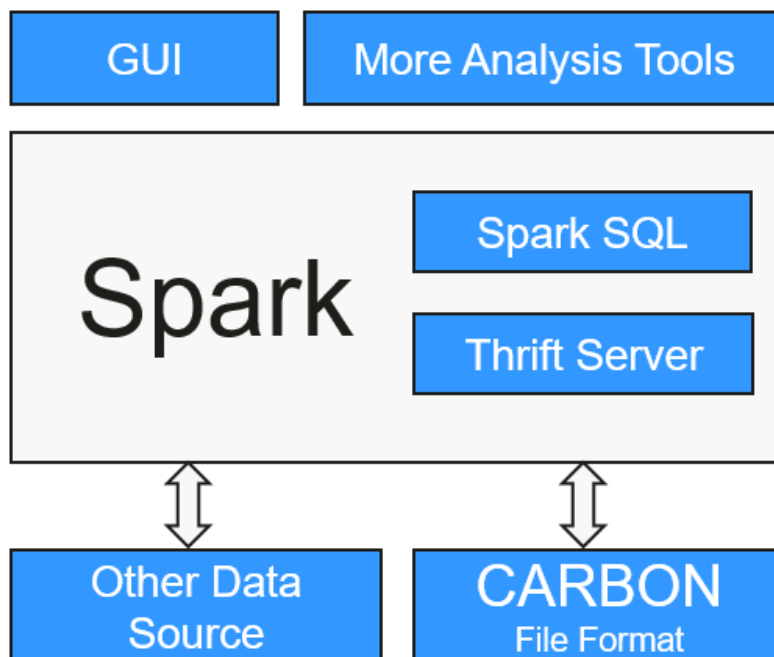 GUI
More Analysis Tools
Spark
Spark SQL
Thrift Server
Other Data
Source
CARBON
File Format